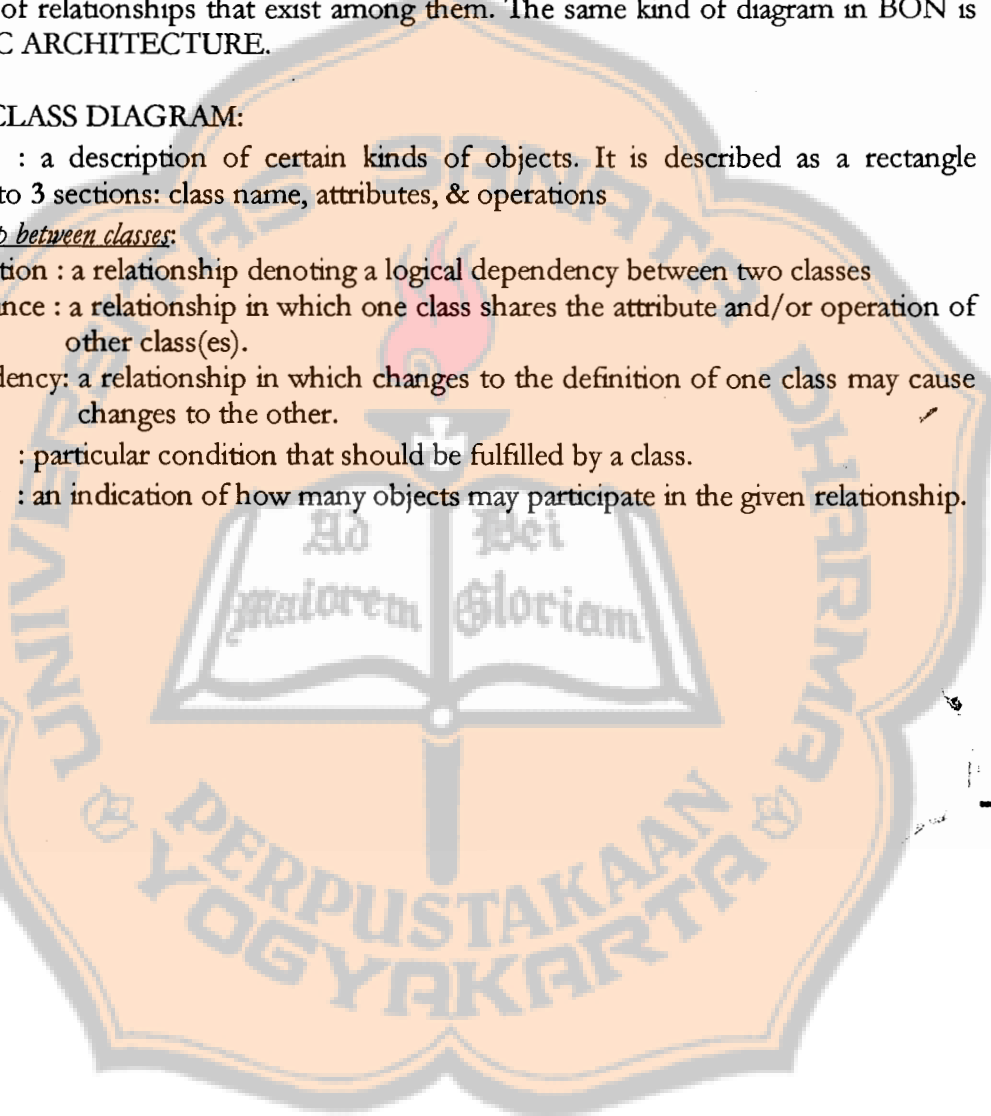 of relationships that exist among them. The same kind of diagram in BON is
C ARCHITECTURE.
CLASS DIAGRAM:
: a description of certain kinds of objects. It is described as a rectangle
to 3 sections: class name, attributes, & operations
between classes:
tion : a relationship denoting a logical dependency between two classes
nce : a relationship in which one class shares the attribute and/or operation of
other class(es).
dency: a relationship in which changes to the definition of one class may cause
changes to the other.
: particular condition that should be fulfilled by a class.
: an indication of how many objects may participate in the given relationship.
UNIVERSITAS SANATA DHARMA
Ad Dei
maiorem Gloriam
PERPUSTAKAAN
YOGYAKARTA